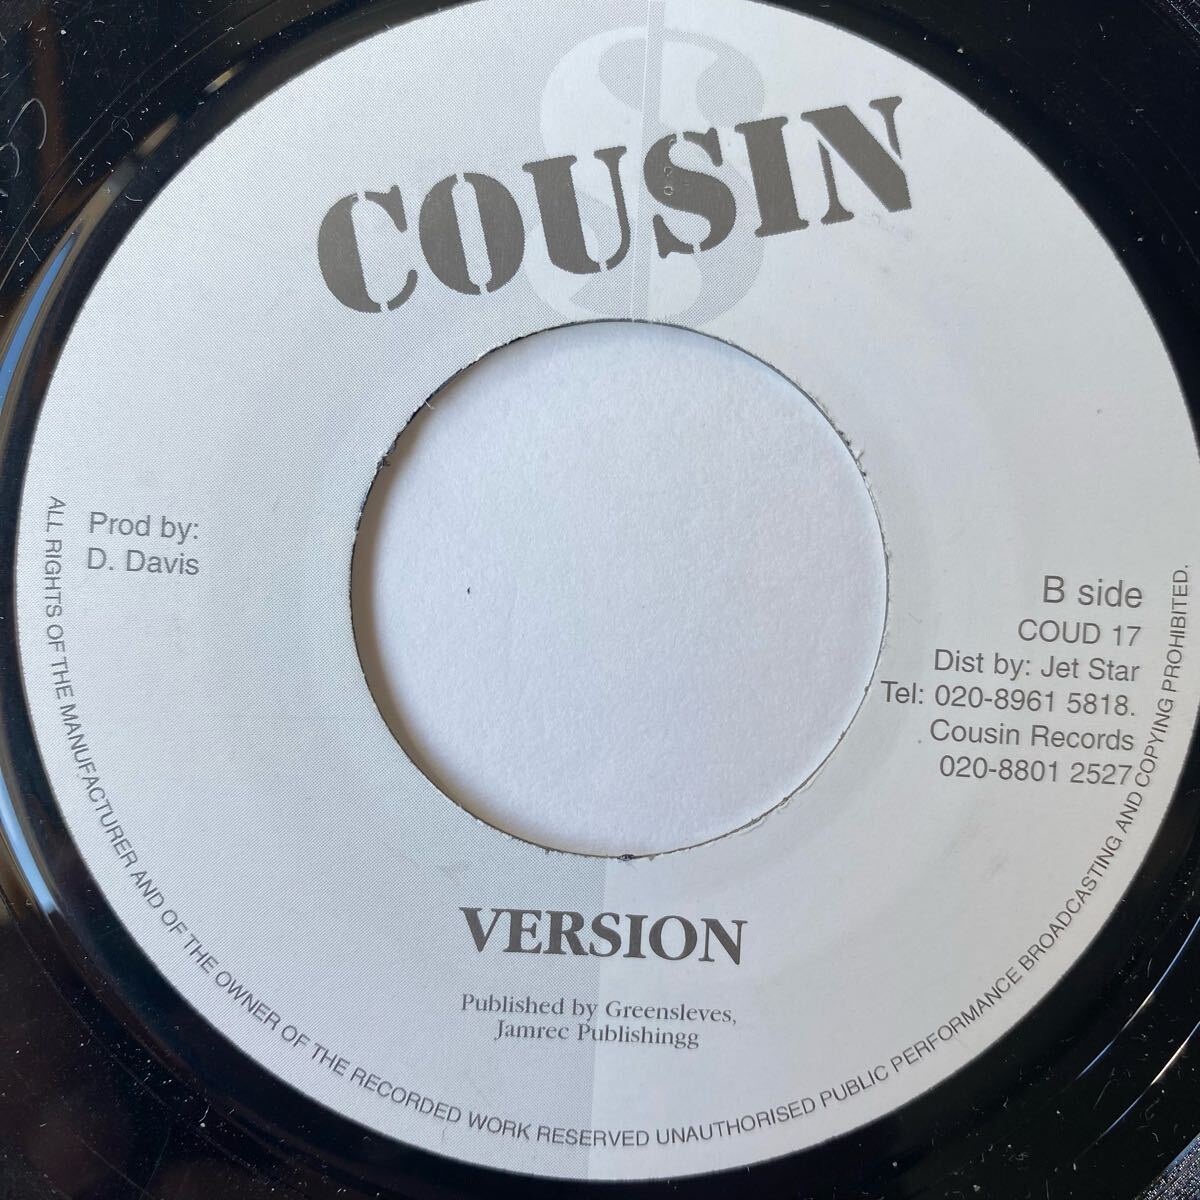 COUSIN
Prod by:
D. Davis
B side
COUD 17
Dist by: Jet Star
Tel: 020-8961 5818.
Cousin Records
020-8801 2527
VERSION
Published by Greensleves,
Jamrec Publishingg
ALL RIGHTS OF THE MANUFACTURER AND OF THE OWNER OF THE RECORDED WORK RESERVED UNAUTHORISED PUBLIC PERFORMANCE BROADCASTING AND COPYING PROHIBITED.